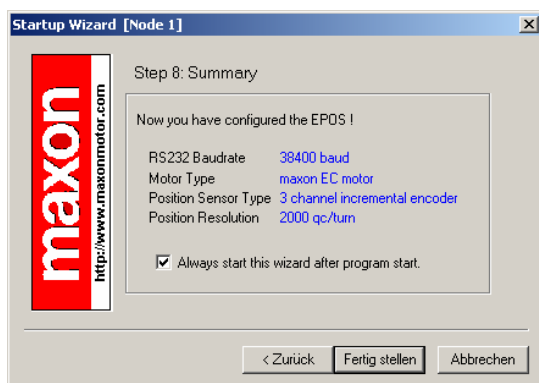 Startup Wizard [Node 1]
maxon
http://www.maxonmotor.com
Step 8: Summary
Now you have configured the EPOS !
RS232 Baudrate 38400 baud
Motor Type maxon EC motor
Position Sensor Type 3 channel incremental encoder
Position Resolution 2000 qc/turn
Always start this wizard after program start.
< Zurück Fertig stellen Abbrechen